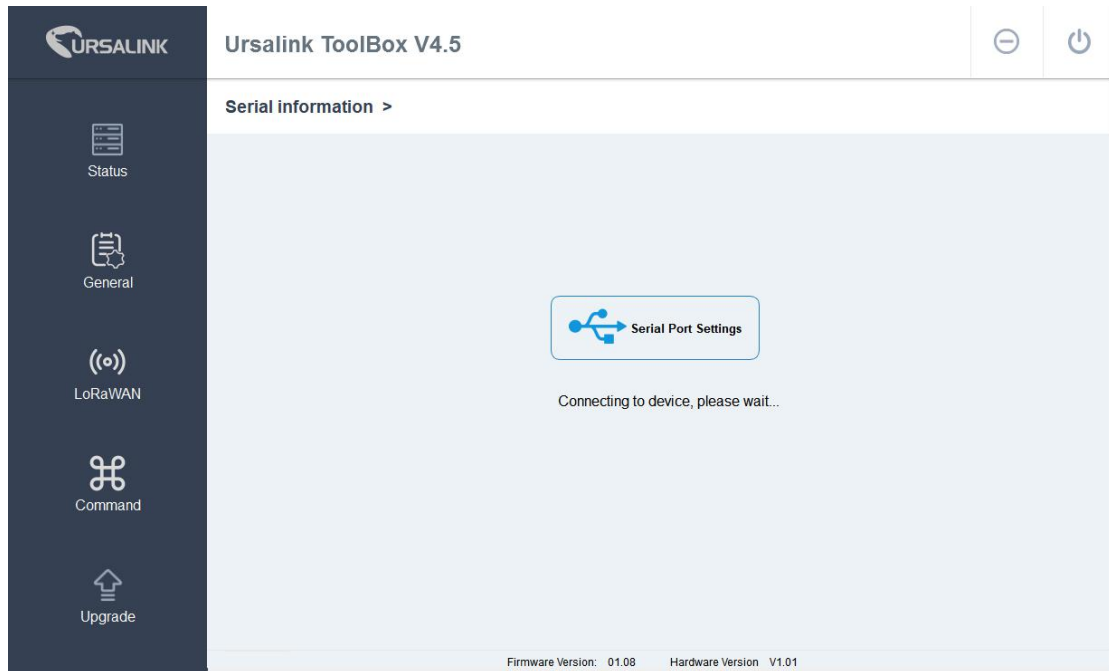 URSALINK
Ursalink ToolBox V4.5
Serial information >
Status
General
LoRaWAN
Command
Upgrade
Serial Port Settings
Connecting to device, please wait...
Firmware Version: 01.08 Hardware Version V1.01